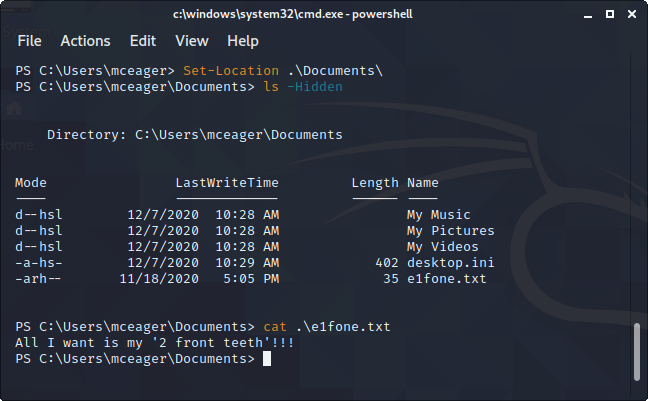 c:\windows\system32\cmd.exe - powershell
File Actions Edit View Help
PS C:\Users\mceager> Set-Location .\Documents\
PS C:\Users\mceager\Documents> ls -Hidden
Directory: C:\Users\mceager\Documents
Mode LastWriteTime Length Name
---- ------------- ------ ----
d--hsl 12/7/2020 10:28 AM My Music
d--hsl 12/7/2020 10:28 AM My Pictures
d--hsl 12/7/2020 10:28 AM My Videos
-a-hs- 12/7/2020 10:29 AM 402 desktop.ini
-arh-- 11/18/2020 5:05 PM 35 e1fone.txt
PS C:\Users\mceager\Documents> cat .\e1fone.txt
All I want is my '2 front teeth'!!!
PS C:\Users\mceager\Documents>